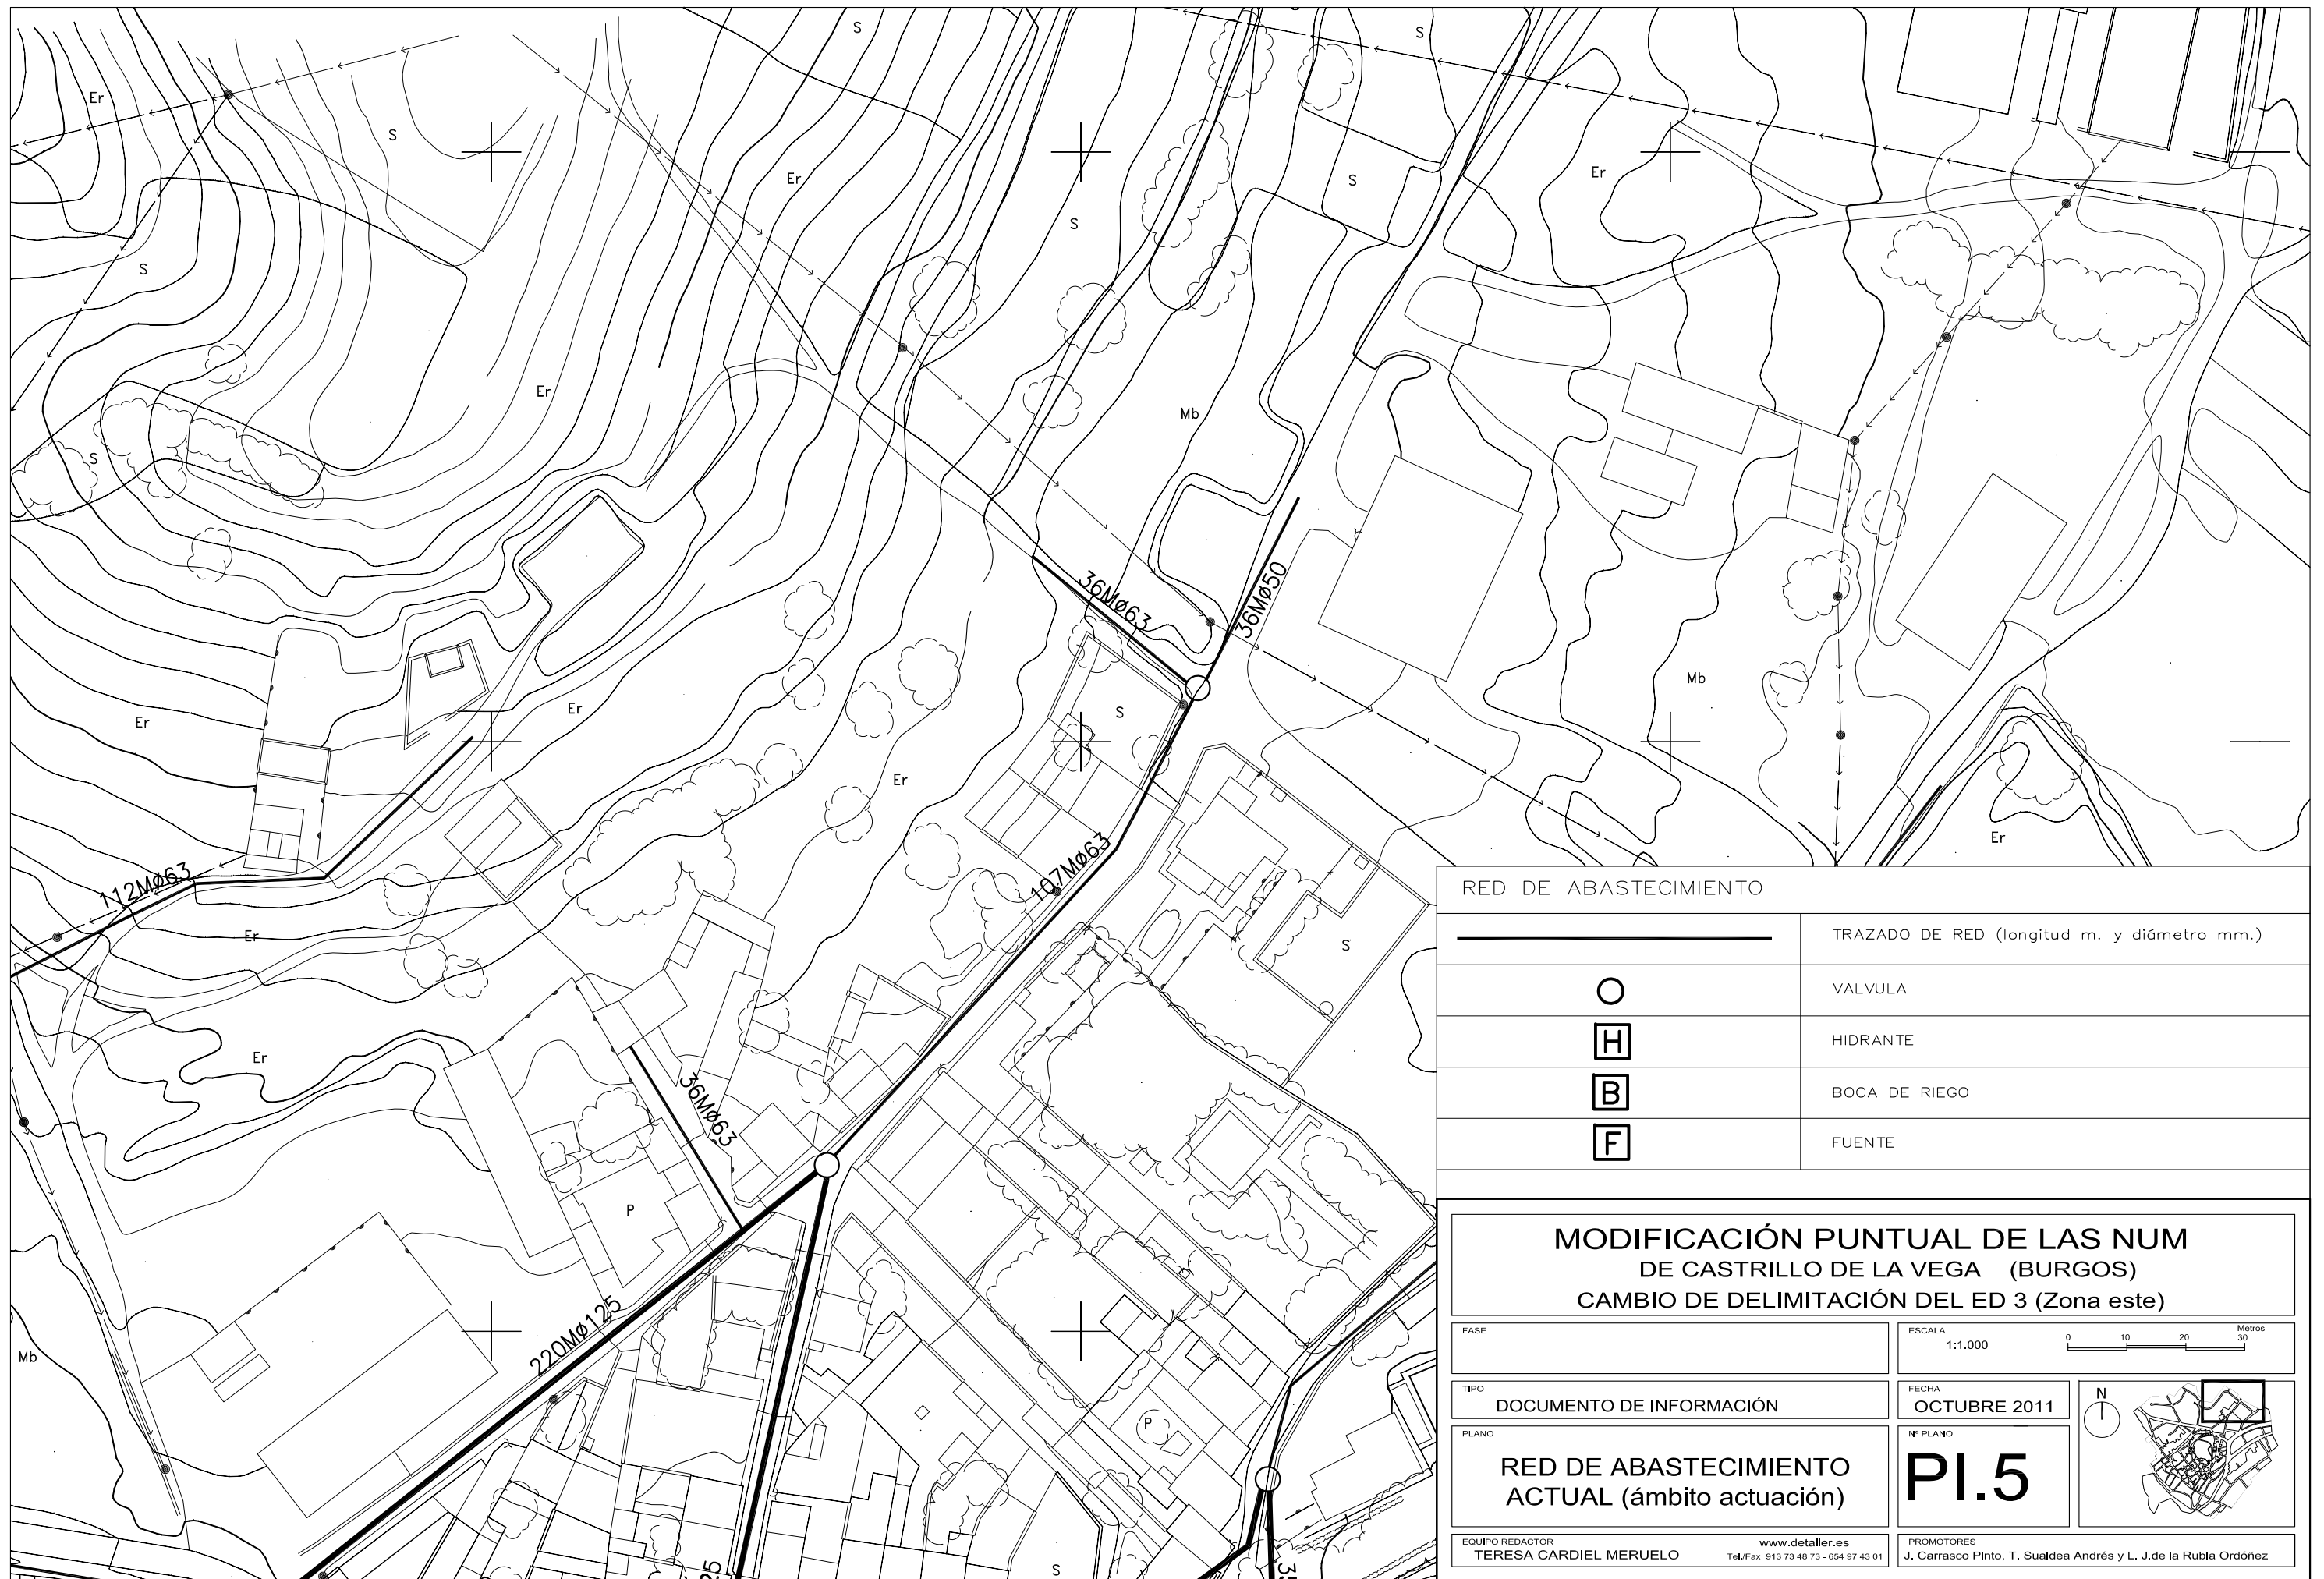 S
S
Er
S
Er
Er
S
S
S
Er
Mb
S
36MØ63
36MØ50
Er
Er
S
Mb
Er
Er
112MØ63
107MØ63
Er
S
Er
36MØ63
P
220MØ125
Mb
P
S
25
35
RED DE ABASTECIMIENTO
TRAZADO DE RED (longitud m. y diámetro mm.)
VALVULA
H HIDRANTE
B BOCA DE RIEGO
F FUENTE
MODIFICACIÓN PUNTUAL DE LAS NUM
DE CASTRILLO DE LA VEGA (BURGOS)
CAMBIO DE DELIMITACIÓN DEL ED 3 (Zona este)
FASE
ESCALA
1:1.000
0 10 20 30
Metros
TIPO
DOCUMENTO DE INFORMACIÓN
FECHA
OCTUBRE 2011
N
PLANO
RED DE ABASTECIMIENTO
ACTUAL (ámbito actuación)
Nº PLANO
PI.5
EQUIPO REDACTOR
TERESA CARDIEL MERUELO
www.detaller.es
Tel./Fax 913 73 48 73 - 654 97 43 01
PROMOTORES
J. Carrasco PInto, T. Sualdea Andrés y L. J.de la Rubla Ordóñez